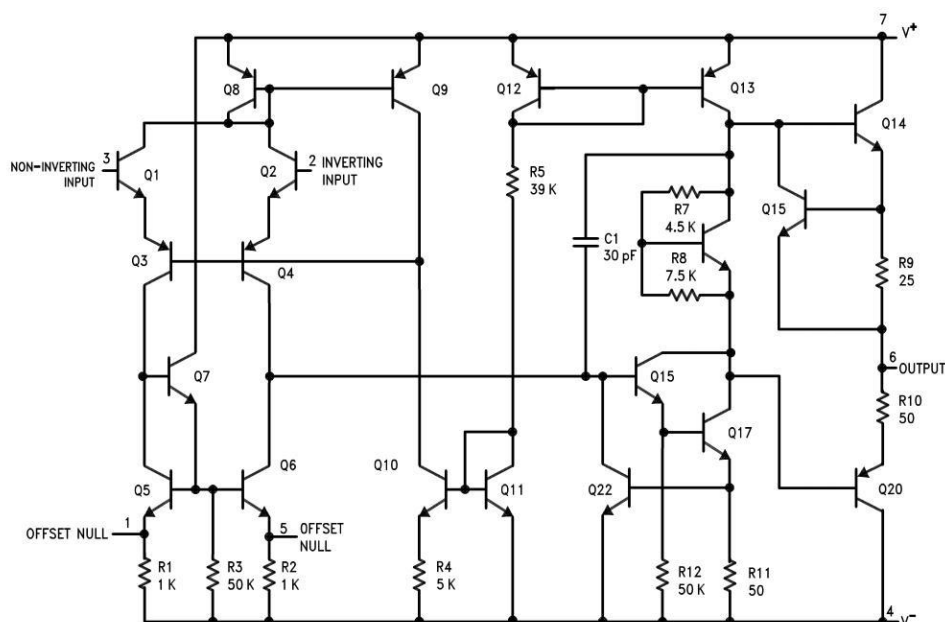 7
V+
Q8
Q9
Q12
Q13
Q14
3
NON-INVERTING
INPUT
Q1
Q2
2
INVERTING
INPUT
R5
39 K
R7
4.5 K
Q15
C1
30 pF
R8
7.5 K
R9
25
Q3
Q4
6
OUTPUT
Q7
Q15
R10
50
Q17
Q5
Q6
Q10
Q11
Q22
Q20
1
OFFSET NULL
5
OFFSET
NULL
R1
1 K
R3
50 K
R2
1 K
R4
5 K
R12
50 K
R11
50
4
V-